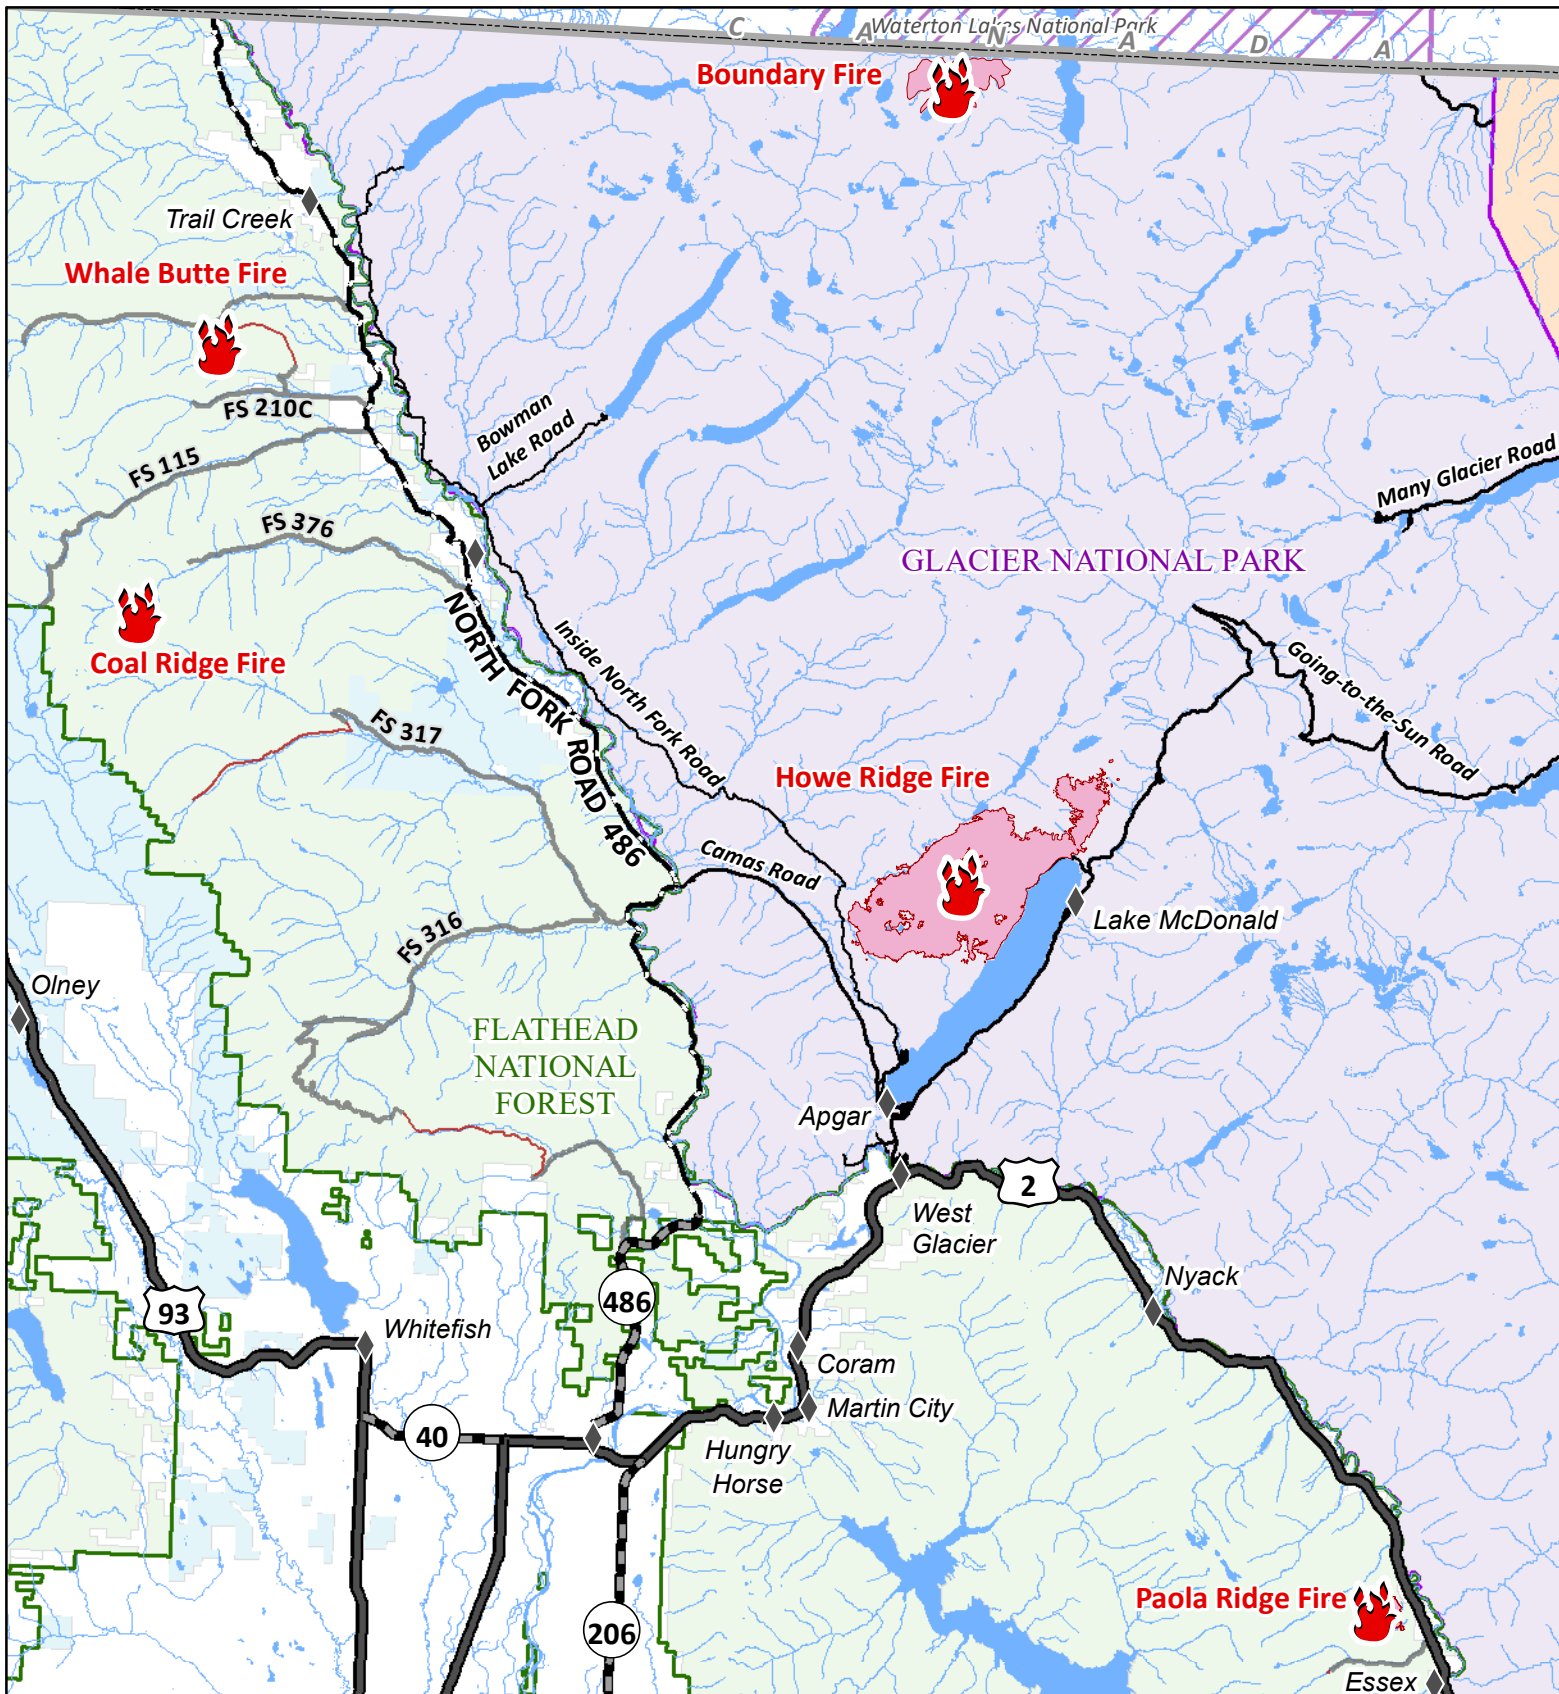 Waterton Lakes National Park
C A N A D A
Boundary Fire
Trail Creek
Whale Butte Fire
FS 210C
Bowman
Lake Road
FS 115
Many Glacier Road
FS 376
GLACIER NATIONAL PARK
Coal Ridge Fire
NORTH FORK ROAD 486
Inside North Fork Road
Going-to-the-Sun Road
FS 317
Howe Ridge Fire
Camas Road
Lake McDonald
FS 316
Olney
FLATHEAD
NATIONAL
FOREST
Apgar
2
West
Glacier
Nyack
93
486
Whitefish
Coram
Martin City
40
Hungry
Horse
Paola Ridge Fire
206
Essex